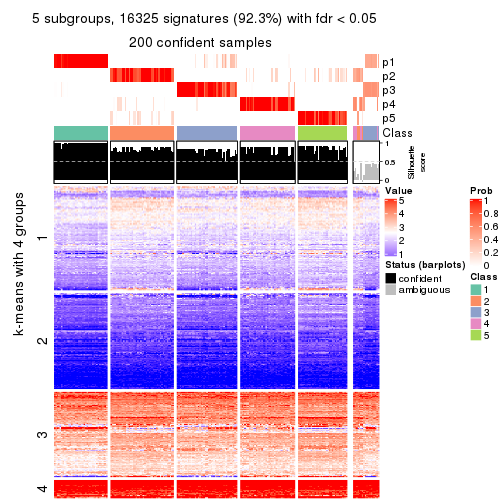 5 subgroups, 16325 signatures (92.3%) with fdr < 0.05
200 confident samples
p1
p2
p3
p4
p5
Class
1
0.5
0
Silhouette
score
k-means with 4 groups
1
2
3
4
Value
5
4
3
2
1
Status (barplots)
confident
ambiguous
Prob
1
0.8
0.6
0.4
0.2
0
Class
1
2
3
4
5